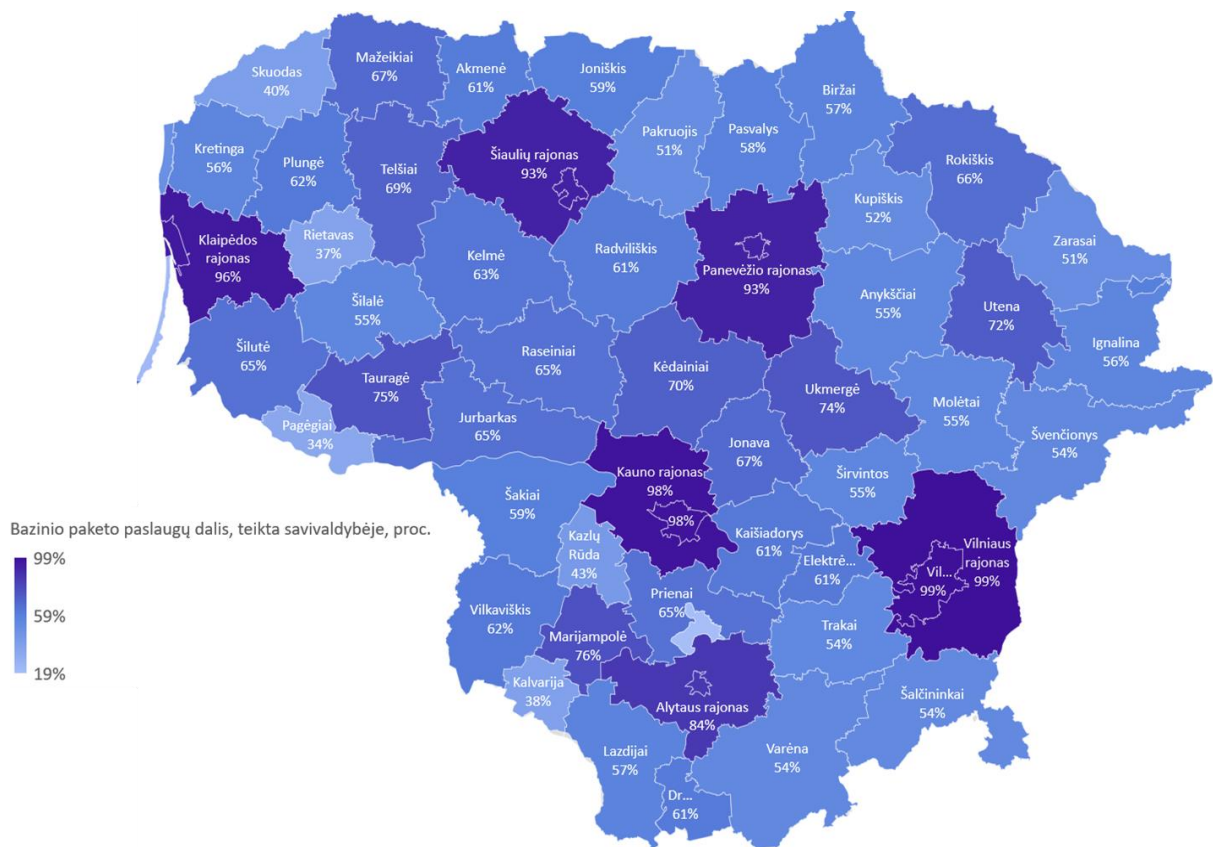 Skuodas
40%
Mažeikiai
67%
Akmenė
61%
Joniškis
59%
Biržai
57%
Pakruojis
51%
Pasvalys
58%
Kretinga
56%
Plungė
62%
Telšiai
69%
Šiaulių rajonas
93%
Rokiškis
66%
Kupiškis
52%
Klaipėdos
rajonas
96%
Rietavas
37%
Kelmė
63%
Radviliškis
61%
Panevėžio rajonas
93%
Zarasai
51%
Anykščiai
55%
Utena
72%
Šilalė
55%
Ignalina
56%
Šilutė
65%
Tauragė
75%
Raseiniai
65%
Kėdainiai
70%
Ukmergė
74%
Molėtai
55%
Pagėgiai
34%
Jurbarkas
65%
Jonava
67%
Švenčionys
54%
Kauno rajonas
98%
98%
Širvintos
55%
Šakiai
59%
Kazlų
Rūda
43%
Kaišiadorys
61%
Elektrė...
61%
Vilniaus
rajonas
99%
Vil...
99%
Bazinio paketo paslaugų dalis, teikta savivaldybėje, proc.
99%
59%
19%
Vilkaviškis
62%
Prienai
65%
Marijampolė
76%
Trakai
54%
Kalvarija
38%
Alytaus rajonas
84%
Šalčininkai
54%
Lazdijai
57%
Varėna
54%
Dr...
61%